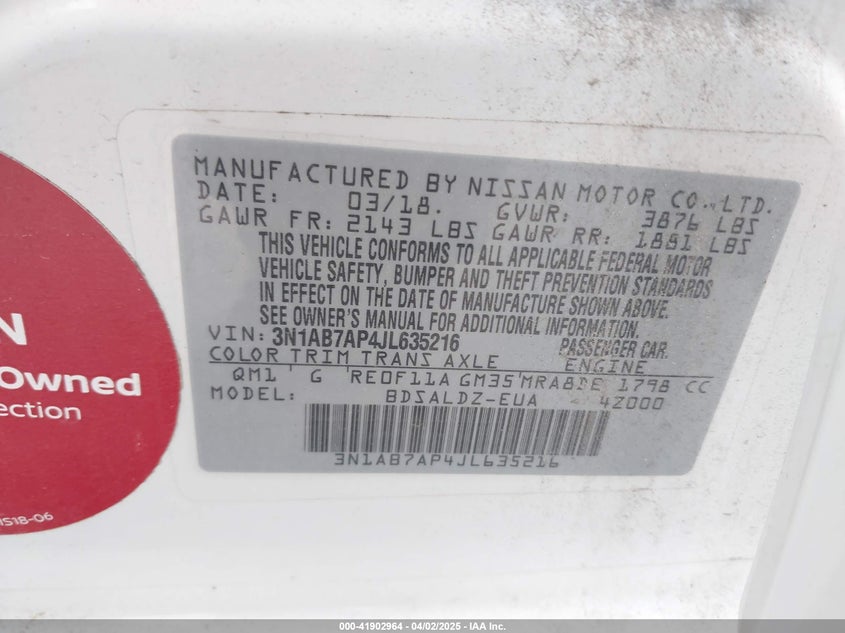 MANUFACTURED BY NISSAN MOTOR CO., LTD.
DATE: 03/18. GVWR: 3876 LBS
GAWR FR: 2143 LBS GAWR RR: 1881 LBS
THIS VEHICLE CONFORMS TO ALL APPLICABLE FEDERAL MOTOR
VEHICLE SAFETY, BUMPER AND THEFT PREVENTION STANDARDS
IN EFFECT ON THE DATE OF MANUFACTURE SHOWN ABOVE.
SEE OWNER'S MANUAL FOR ADDITIONAL INFORMATION.
VIN: 3N1AB7AP4JL635216 PASSENGER CAR.
COLOR TRIM TRANS AXLE ENGINE
QM1 G RE0F11A GM35 MRA8DE 1798 CC
MODEL: BDSALDZ-EUA 42000
3N1AB7AP4JL635216
N
Owned
ection
1518-06
000-41902964 - 04/02/2025 - IAA Inc.